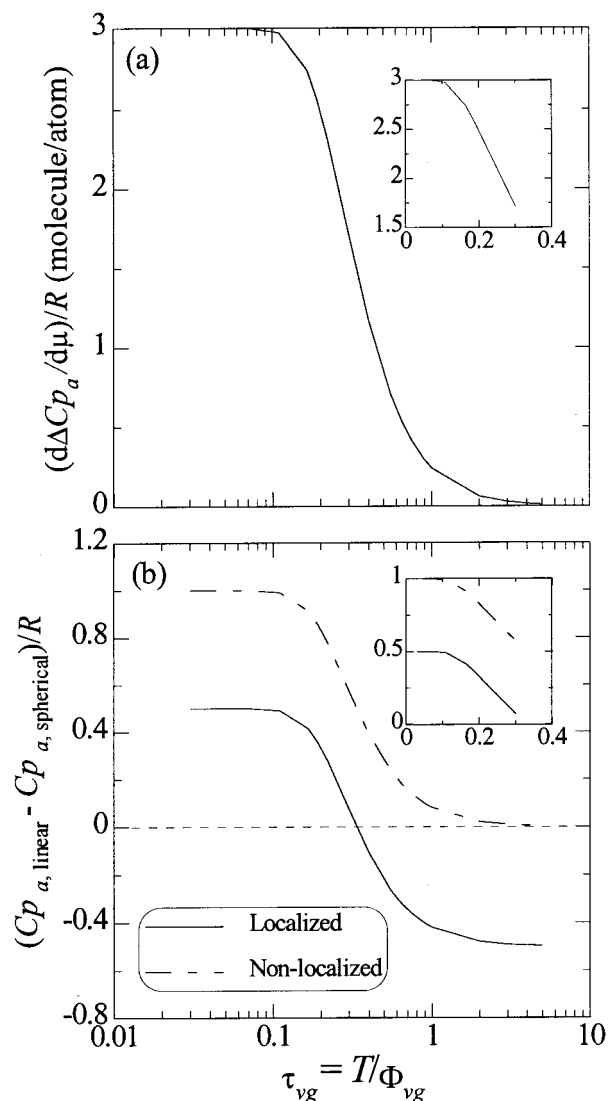 (a)
(dΔCp_a/dμ)/R (molecule/atom)
3
2
1
0
3
2.5
2
1.5
0 0.2 0.4
(b)
((Cp_a, linear - Cp_a, spherical)/R
1.2
0.4
0
-0.4
-0.8
1
0.5
0
0 0.2 0.4
Localized
Non-localized
0.01 0.1 1 10
τ_vg = T/Φ_vg